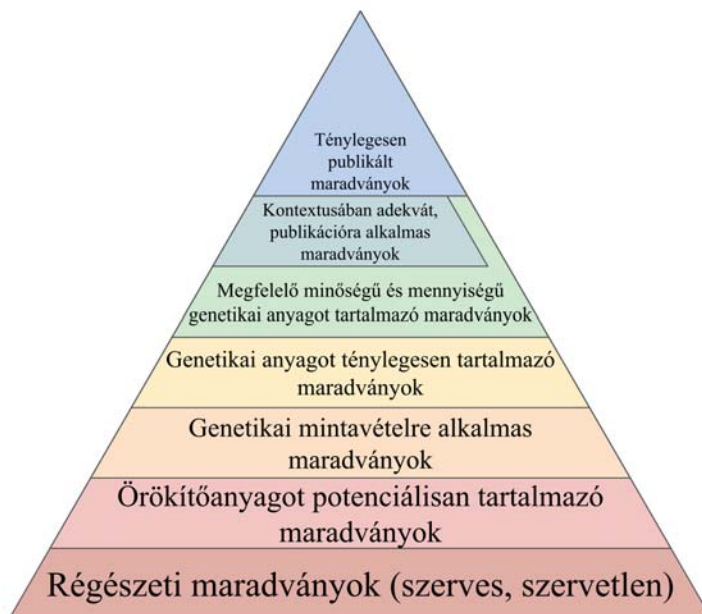 Ténylegesen
publikált
maradványok
Kontextusában adekvát,
publikációra alkalmas
maradványok
Megfelelő minőségű és mennyiségű
genetikai anyagot tartalmazó maradványok
Genetikai anyagot ténylegesen tartalmazó
maradványok
Genetikai mintavételre alkalmas
maradványok
Örökítőanyagot potenciálisan tartalmazó
maradványok
Régészeti maradványok (szerves, szervetlen)